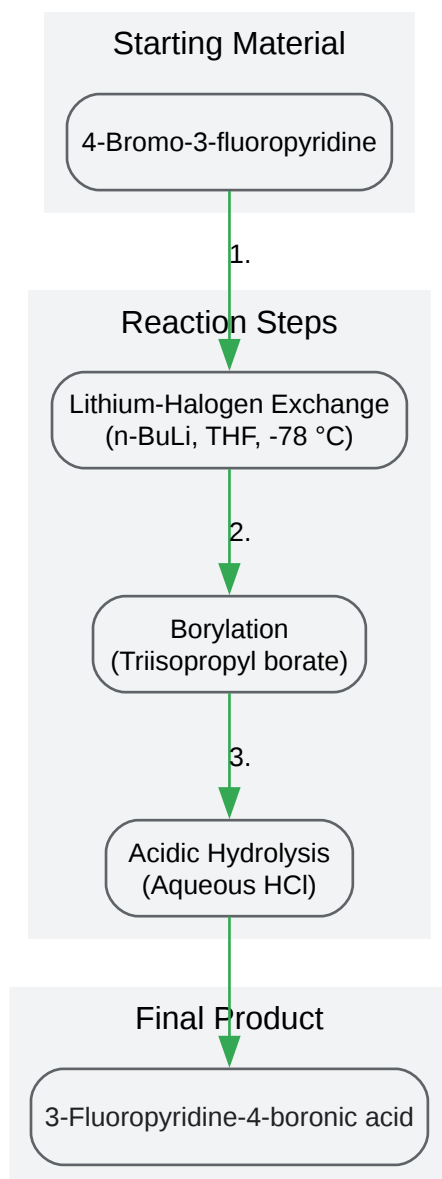 Starting Material
4-Bromo-3-fluoropyridine
1.
Reaction Steps
Lithium-Halogen Exchange
(n-BuLi, THF, -78 °C)
2.
Borylation
(Triisopropyl borate)
3.
Acidic Hydrolysis
(Aqueous HCl)
Final Product
3-Fluoropyridine-4-boronic acid